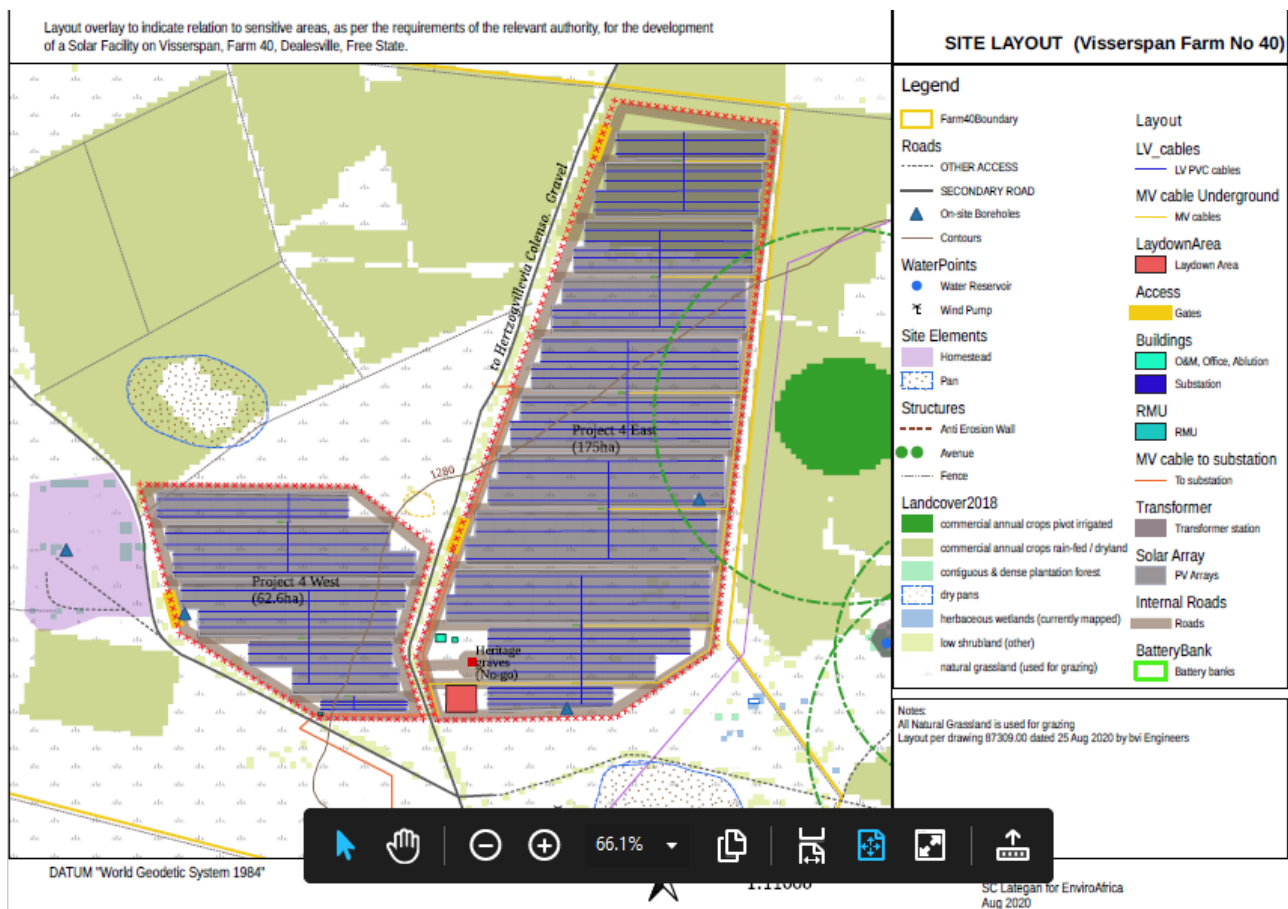 Layout overlay to indicate relation to sensitive areas, as per the requirements of the relevant authority, for the development
of a Solar Facility on Visserspan, Farm 40, Dealesville, Free State.
SITE LAYOUT (Visserspan Farm No 40)
to Hertzogvillevia Colenso. Gravel
Project 4 East
(175ha)
1280
Project 4 West
(62.6ha)
Heritage
graves
(No-go)
Legend
Farm40Boundary
Roads
OTHER ACCESS
SECONDARY ROAD
On-site Boreholes
Contours
WaterPoints
Water Reservoir
Wind Pump
Site Elements
Homestead
Pan
Structures
Anti Erosion Wall
Avenue
Fence
Landcover2018
commercial annual crops pivot irrigated
commercial annual crops rain-fed / dryland
contiguous & dense plantation forest
dry pans
herbaceous wetlands (currently mapped)
low shrubland (other)
natural grassland (used for grazing)
Layout
LV_cables
LV PVC cables
MV cable Underground
MV cables
LaydownArea
Laydown Area
Access
Gates
Buildings
O&M, Office, Ablution
Substation
RMU
RMU
MV cable to substation
To substation
Transformer
Transformer station
Solar Array
PV Arrays
Internal Roads
Roads
BatteryBank
Battery banks
Notes:
All Natural Grassland is used for grazing
Layout per drawing 87309.00 dated 25 Aug 2020 by bvi Engineers
66.1%
DATUM "World Geodetic System 1984"
SC Lategan for EnviroAfrica
Aug 2020